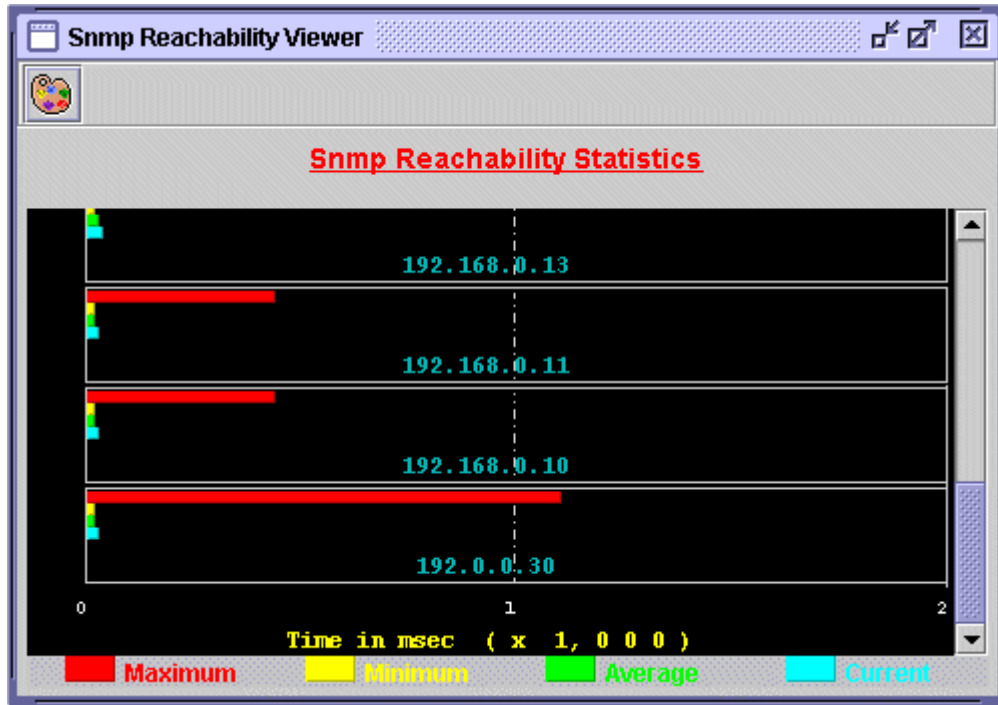 Snmp Reachability Viewer
Snmp Reachability Statistics
192.168.0.13
192.168.0.11
192.168.0.10
192.0.0.30
0 1 2
Time in msec ( x 1, 0 0 0 )
Maximum Minimum Average Current